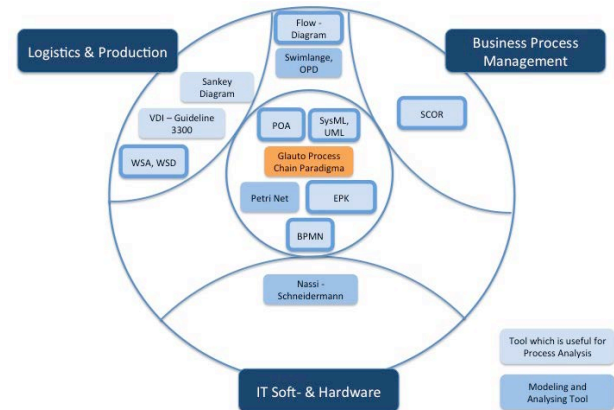 Flow -
Diagram
Logistics & Production
Business Process
Management
Swimlange,
OPD
Sankey
Diagram
VDI – Guideline
3300
SCOR
POA
SysML,
UML
WSA, WSD
Glauto Process
Chain Paradigma
Petri Net
EPK
BPMN
Nassi -
Schneidermann
Tool which is useful for
Process Analysis
Modeling and
Analysing Tool
IT Soft- & Hardware